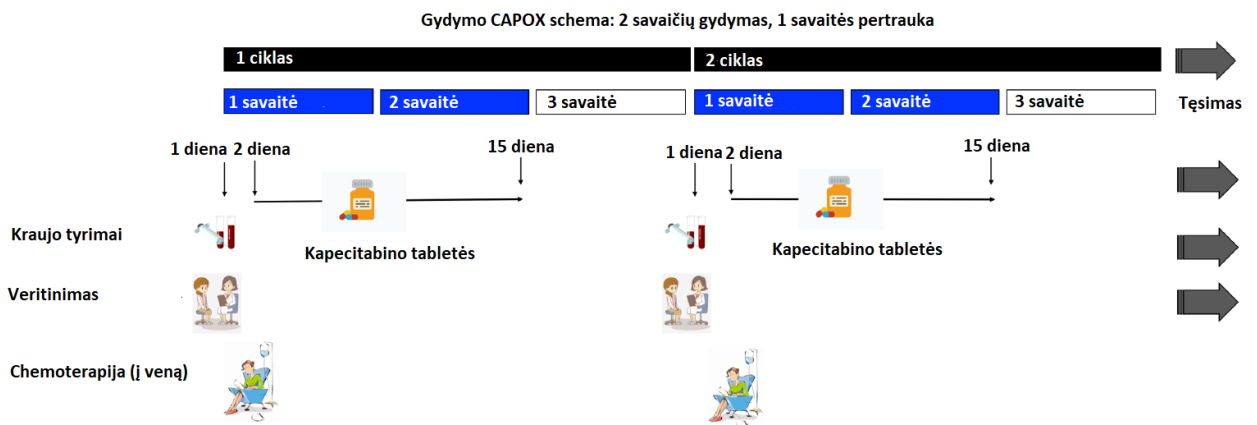 Gydymo CAPOX schema: 2 savaičių gydymas, 1 savaitės pertrauka
1 ciklas
2 ciklas
1 savaitė
2 savaitė
3 savaitė
1 savaitė
2 savaitė
3 savaitė
Tęsimas
1 diena
2 diena
15 diena
1 diena
2 diena
15 diena
Kraujo tyrimai
Kapecitabino tabletės
Kapecitabino tabletės
Veritinimas
Chemoterapija (į veną)